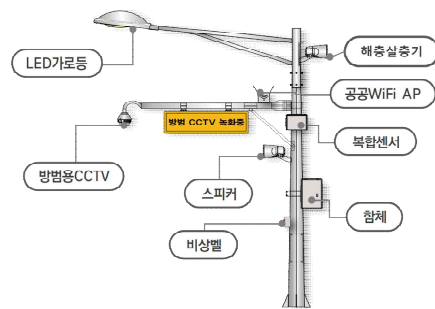 해충살충기
LED가로등
공공WiFi AP
방범 CCTV 녹화중
복합센서
방범용CCTV
스피커
함체
비상벨